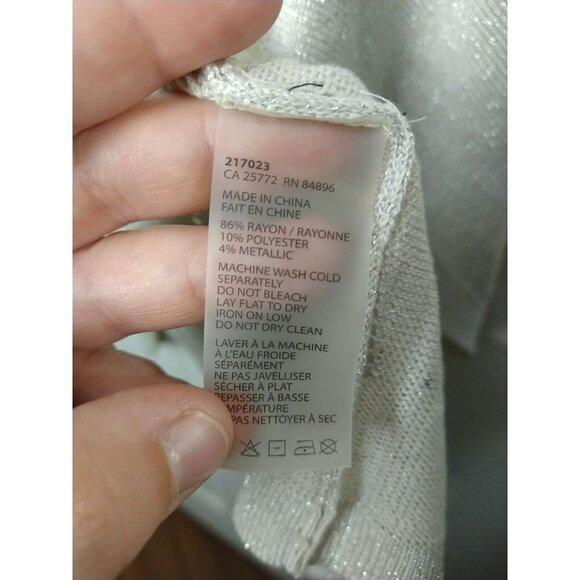 217023
CA 25772 RN 84896
MADE IN CHINA
FAIT EN CHINE
86% RAYON / RAYONNE
10% POLYESTER
4% METALLIC
MACHINE WASH COLD
SEPARATELY
DO NOT BLEACH
LAY FLAT TO DRY
IRON ON LOW
DO NOT DRY CLEAN
LAVER À LA MACHINE
À L'EAU FROIDE
SÉPARÉMENT
NE PAS JAVELLISER
SÉCHER À PLAT
REPASSER À BASSE
TEMPÉRATURE
PAS NETTOYER À SEC